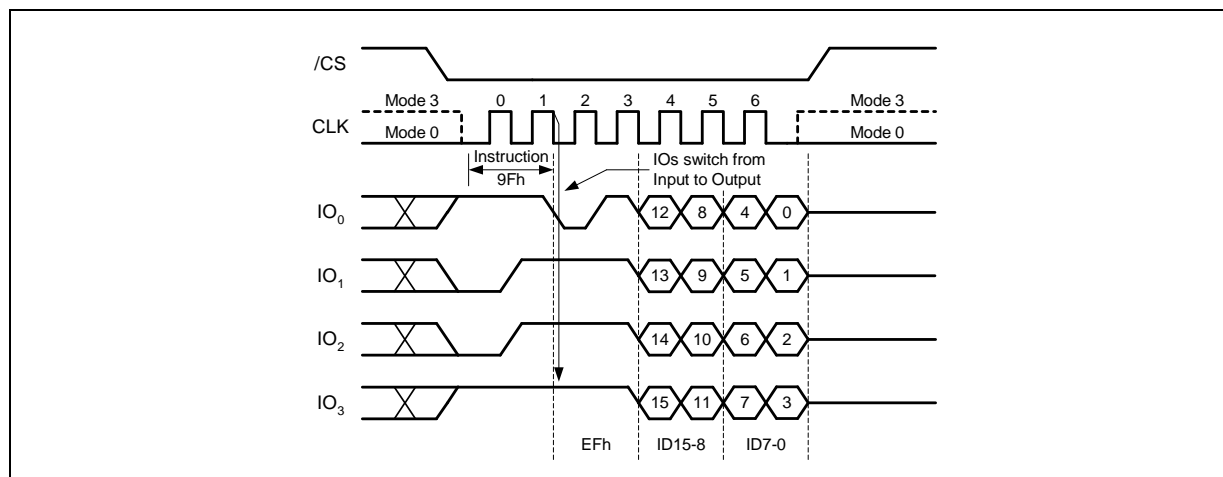 /CS
Mode 3 0 1 2 3 4 5 6 Mode 3
CLK Mode 0 Mode 0
Instruction IOs switch from
9Fh Input to Output
IO0 12 8 4 0
IO1 13 9 5 1
IO2 14 10 6 2
IO3 15 11 7 3
EFh ID15-8 ID7-0